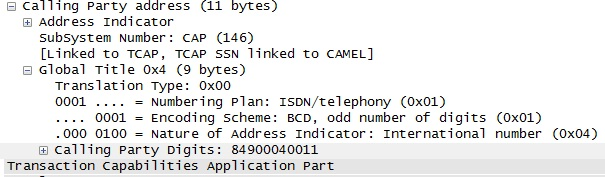 Calling Party address (11 bytes)
Address Indicator
SubSystem Number: CAP (146)
[Linked to TCAP, TCAP SSN linked to CAMEL]
Global Title 0x4 (9 bytes)
Translation Type: 0x00
0001 .... = Numbering Plan: ISDN/telephony (0x01)
.... 0001 = Encoding Scheme: BCD, odd number of digits (0x01)
.000 0100 = Nature of Address Indicator: International number (0x04)
Calling Party Digits: 84900040011
Transaction Capabilities Application Part